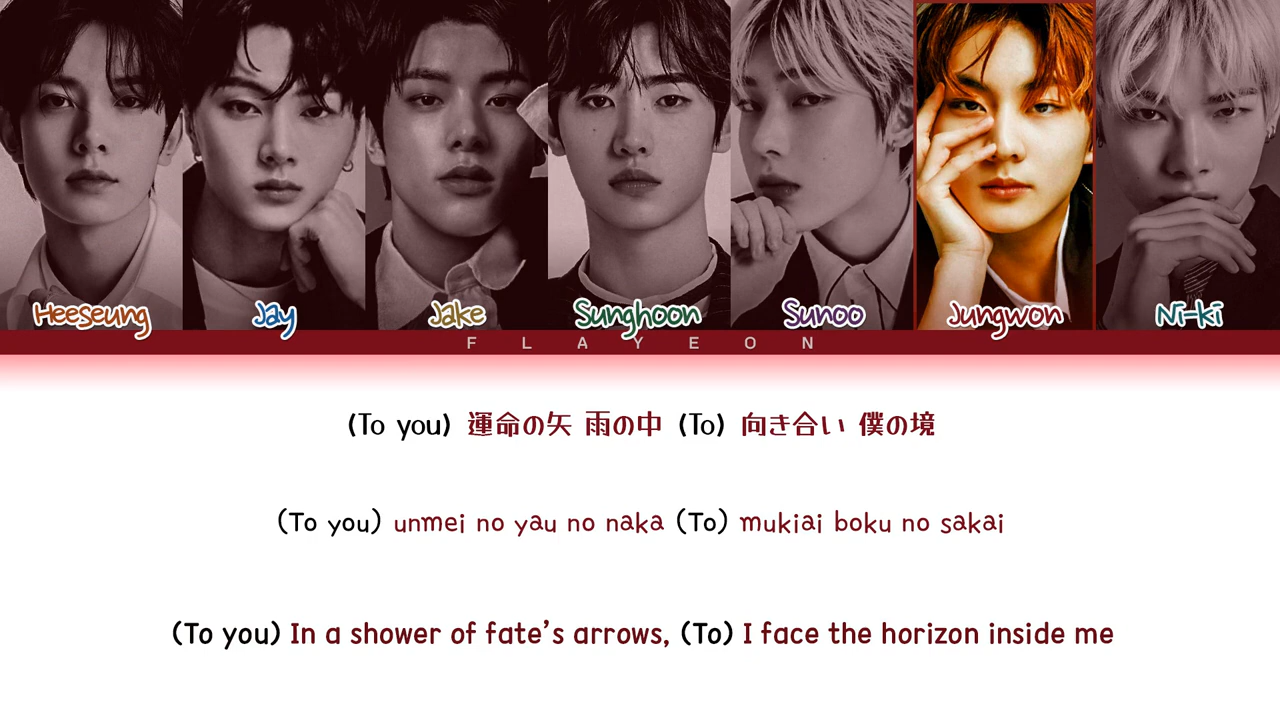 Heeseung Jay Jake Sunghoon Sunoo Jungwon Ni-ki
FLAYEON
(To you) 運命の矢 雨の中 (To) 向き合い 僕の境
(To you) unmei no yau no naka (To) mukiai boku no sakai
(To you) In a shower of fate's arrows, (To) I face the horizon inside me